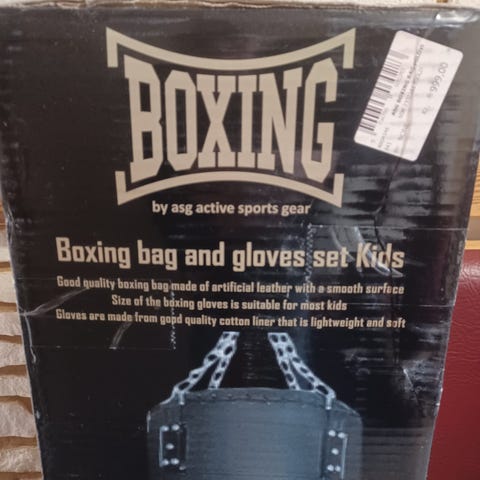 BOXING
by asg active sports gear
Boxing bag and gloves set Kids
Good quality boxing bag made of artificial leather with a smooth surface
Size of the boxing gloves is suitable for most kids
Gloves are made from good quality cotton liner that is lightweight and soft
999,00